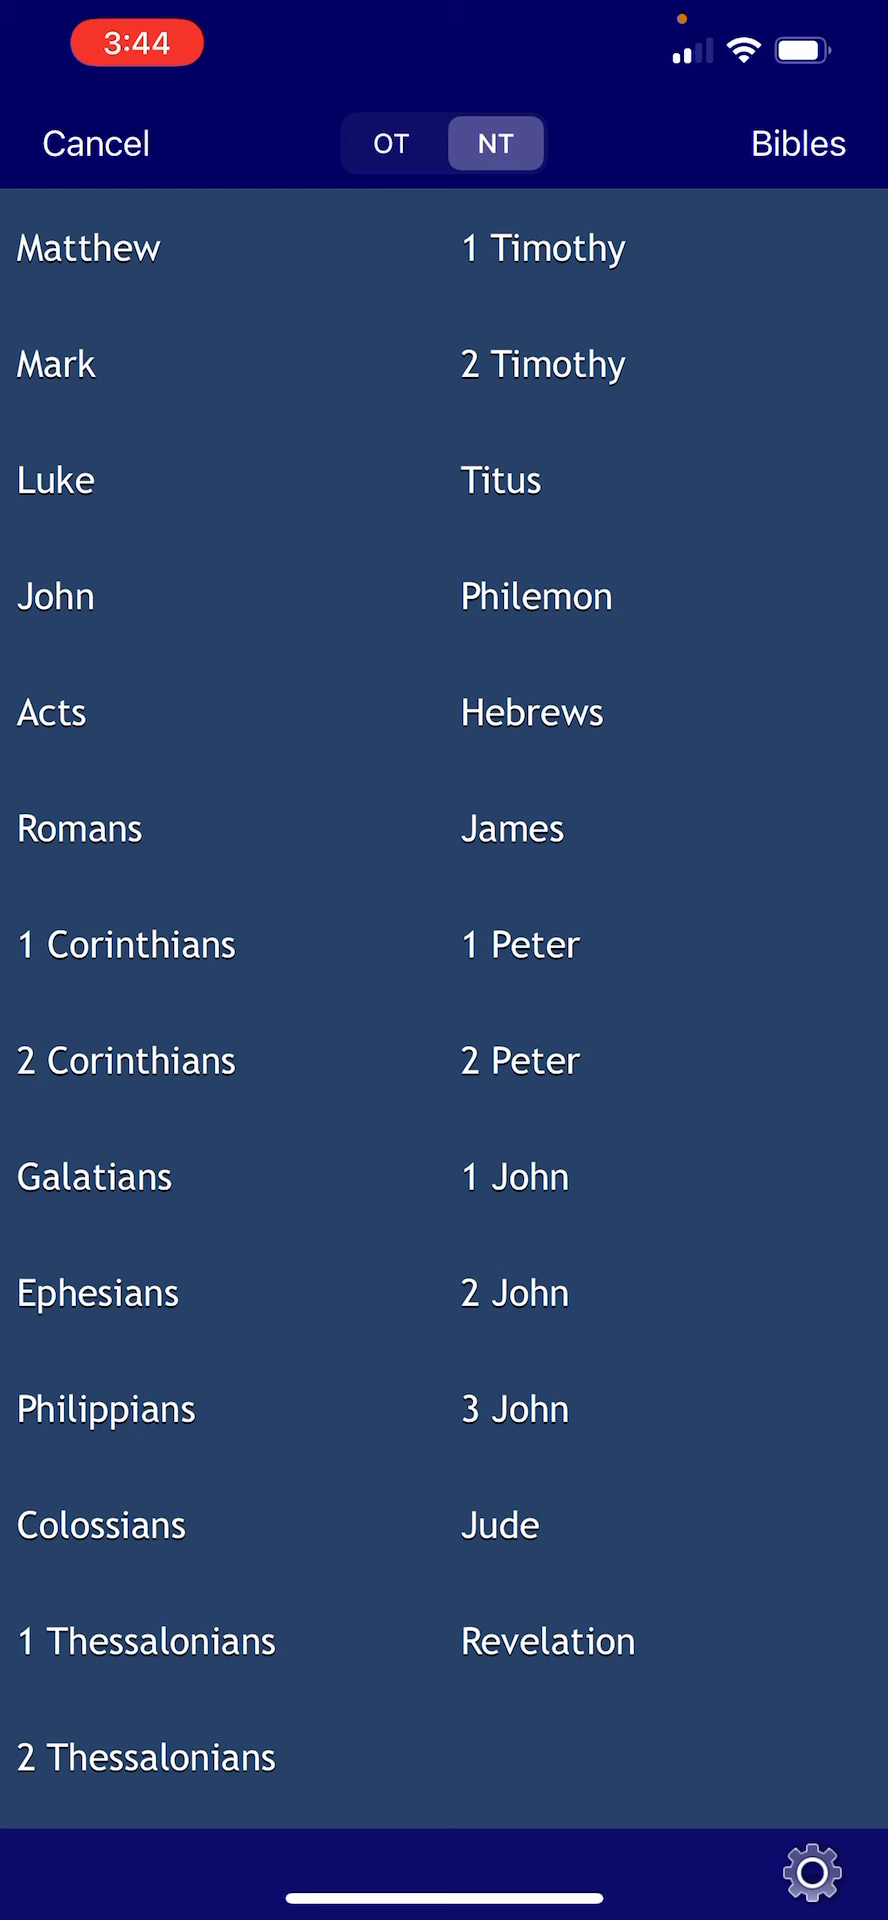 3:44
Cancel
OT
NT
Bibles
Matthew
Mark
Luke
John
Acts
Romans
1 Corinthians
2 Corinthians
Galatians
Ephesians
Philippians
Colossians
1 Thessalonians
2 Thessalonians
1 Timothy
2 Timothy
Titus
Philemon
Hebrews
James
1 Peter
2 Peter
1 John
2 John
3 John
Jude
Revelation